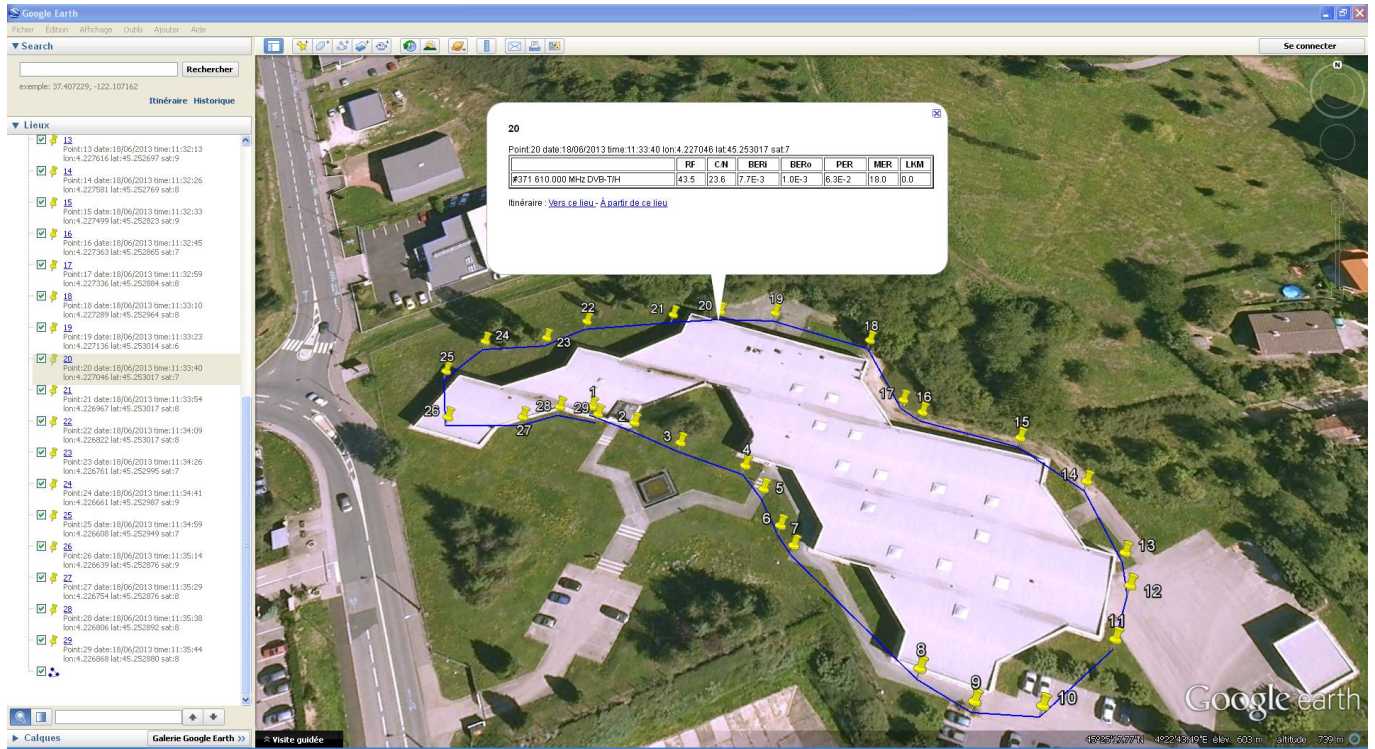 Google Earth
Fichier Edition Affichage Outils Ajouter Aide
Search
Rechercher
exemple: 37.407229, -122.107162
Itinéraire Historique
Lieux
13
Point:13 date:18/06/2013 time:11:32:13
lon:4.227616 lat:45.252697 sat:9
14
Point:14 date:18/06/2013 time:11:32:26
lon:4.227581 lat:45.252769 sat:8
15
Point:15 date:18/06/2013 time:11:32:33
lon:4.227499 lat:45.252823 sat:9
16
Point:16 date:18/06/2013 time:11:32:45
lon:4.227363 lat:45.252865 sat:7
17
Point:17 date:18/06/2013 time:11:32:59
lon:4.227336 lat:45.252884 sat:8
18
Point:18 date:18/06/2013 time:11:33:10
lon:4.227289 lat:45.252964 sat:8
19
Point:19 date:18/06/2013 time:11:33:23
lon:4.227136 lat:45.253014 sat:6
20
Point:20 date:18/06/2013 time:11:33:40
lon:4.227046 lat:45.253017 sat:7
21
Point:21 date:18/06/2013 time:11:33:54
lon:4.226967 lat:45.253017 sat:8
22
Point:22 date:18/06/2013 time:11:34:09
lon:4.226822 lat:45.253017 sat:8
23
Point:23 date:18/06/2013 time:11:34:26
lon:4.226761 lat:45.252995 sat:7
24
Point:24 date:18/06/2013 time:11:34:41
lon:4.226661 lat:45.252987 sat:9
25
Point:25 date:18/06/2013 time:11:34:59
lon:4.226608 lat:45.252949 sat:7
26
Point:26 date:18/06/2013 time:11:35:14
lon:4.226639 lat:45.252876 sat:9
27
Point:27 date:18/06/2013 time:11:35:29
lon:4.226754 lat:45.252876 sat:8
28
Point:28 date:18/06/2013 time:11:35:38
lon:4.226806 lat:45.252892 sat:8
29
Point:29 date:18/06/2013 time:11:35:44
lon:4.226868 lat:45.252880 sat:8
Calques
Galerie Google Earth >>
Se connecter
N
20
Point:20 date:18/06/2013 time:11:33:40 lon:4.227046 lat:45.253017 sat:7
RF C/N BERi BERo PER MER LKM
#371 610.000 MHz DVB-T/H 43.5 23.6 7.7E-3 1.0E-3 6.3E-2 18.0 0.0
Itinéraire : Vers ce lieu - À partir de ce lieu
22
21
20
19
18
24
23
25
17
16
26
28
29
1
2
27
3
15
4
14
5
6
7
13
12
11
8
9
10
Google earth
Visite guidée
élév. 603 m altitude 739 m